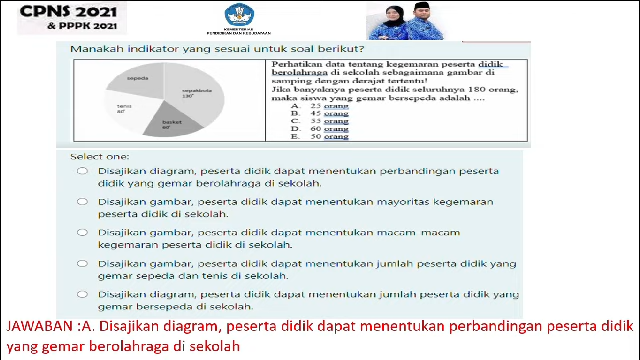 CPNS 2021
& PPPK 2021
KEMENTERIAN
PENDIDIKAN DAN KEBUDAYAAN
Manakah indikator yang sesuai untuk soal berikut?
sepeda
sepakbola
130°
tenis
80°
basket
60°
Perhatikan data tentang kegemaran peserta didik
berolahraga di sekolah sebagaimana gambar di
samping dengan derajat tertentu!
Jika banyaknya peserta didik seluruhnya 180 orang,
maka siswa yang gemar bersepeda adalah ....
A. 25 orang
B. 45 orang
C. 35 orang
D. 60 orang
E. 50 orang
Select one:
Disajikan diagram, peserta didik dapat menentukan perbandingan peserta
didik yang gemar berolahraga di sekolah.
Disajikan gambar, peserta didik dapat menentukan mayoritas kegemaran
peserta didik di sekolah.
Disajikan gambar, peserta didik dapat menentukan macam-macam
kegemaran peserta didik di sekolah.
Disajikan gambar, peserta didik dapat menentukan jumlah peserta didik yang
gemar sepeda dan tenis di sekolah.
Disajikan diagram, peserta didik dapat menentukan jumlah peserta didik yang
gemar bersepeda di sekolah.
JAWABAN :A. Disajikan diagram, peserta didik dapat menentukan perbandingan peserta didik
yang gemar berolahraga di sekolah